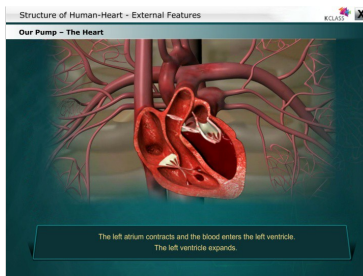 Structure of Human-Heart - External Features
KCLASS
X
Our Pump – The Heart
The left atrium contracts and the blood enters the left ventricle.
The left ventricle expands.